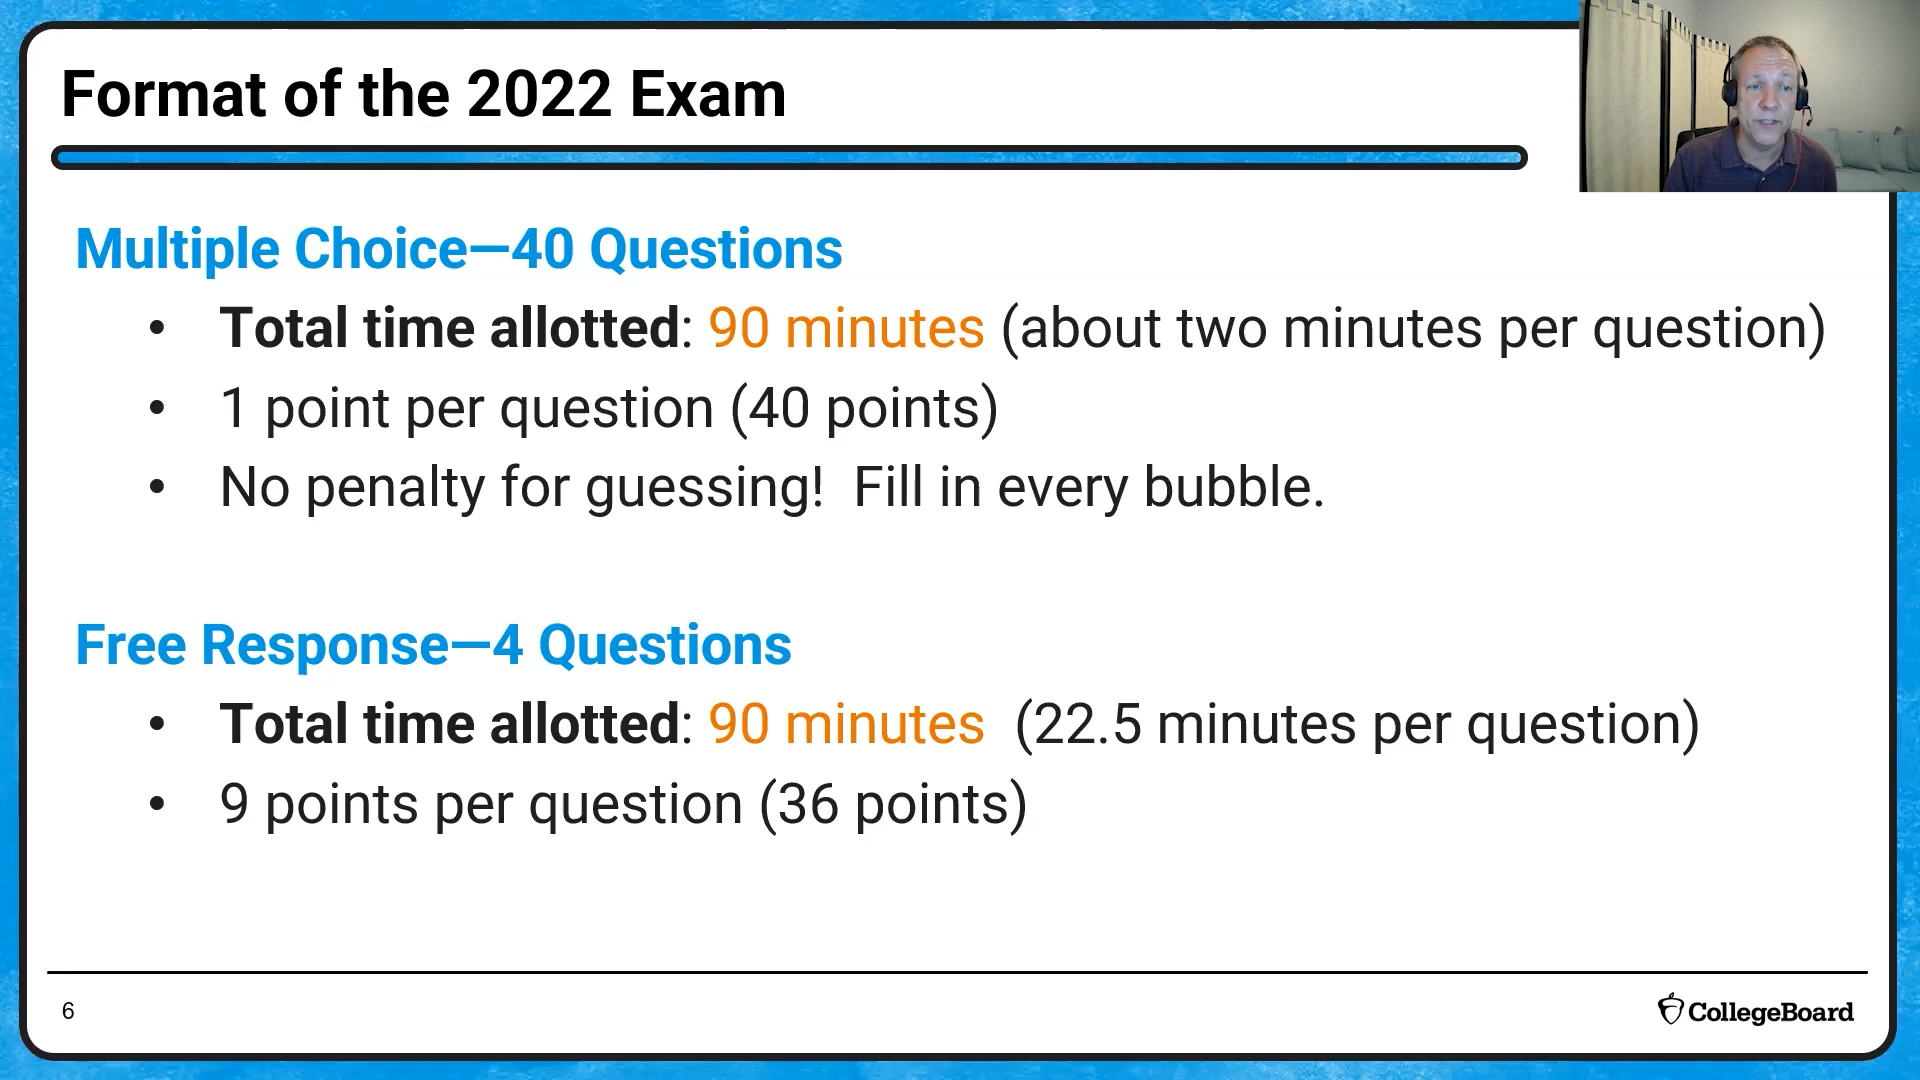 Format of the 2022 Exam
Multiple Choice—40 Questions
• Total time allotted: 90 minutes (about two minutes per question)
• 1 point per question (40 points)
• No penalty for guessing!  Fill in every bubble.
Free Response—4 Questions
• Total time allotted: 90 minutes  (22.5 minutes per question)
• 9 points per question (36 points)
6
CollegeBoard